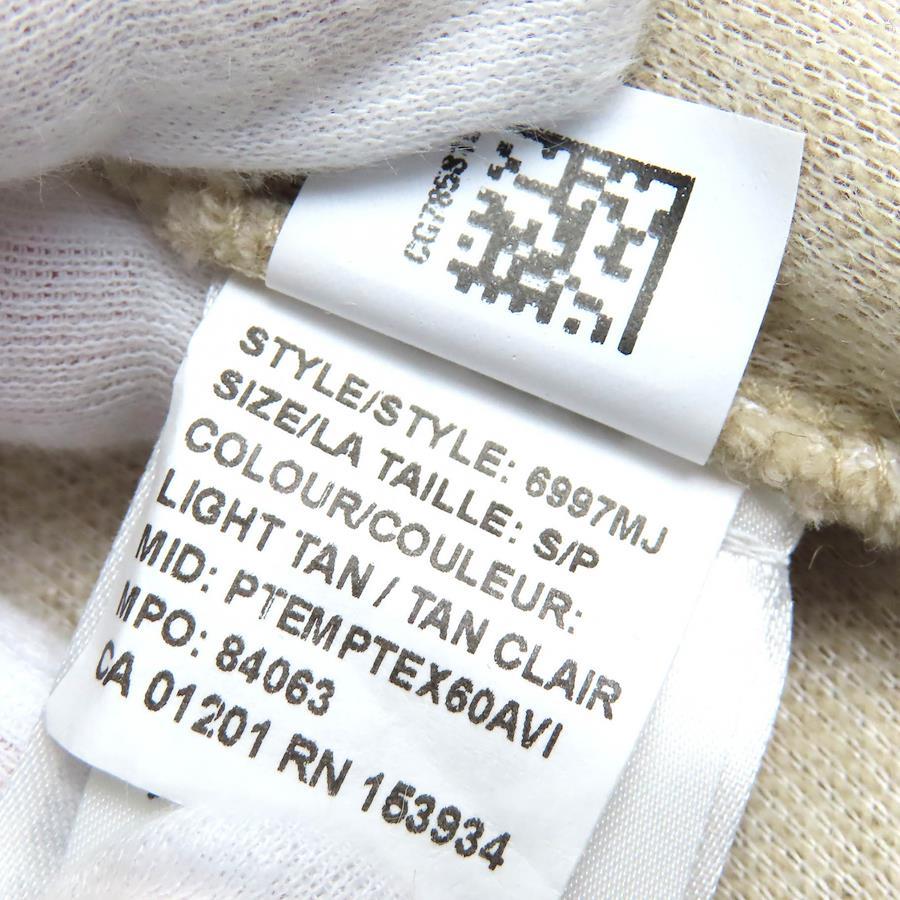 STYLE/STYLE: 6997MJ
SIZE/LA TAILLE: S/P
COLOUR/COULEUR:
LIGHT TAN / TAN CLAIR
MID: PTEMPTEX60AVI
MPO: 84063
CA 01201 RN 153934